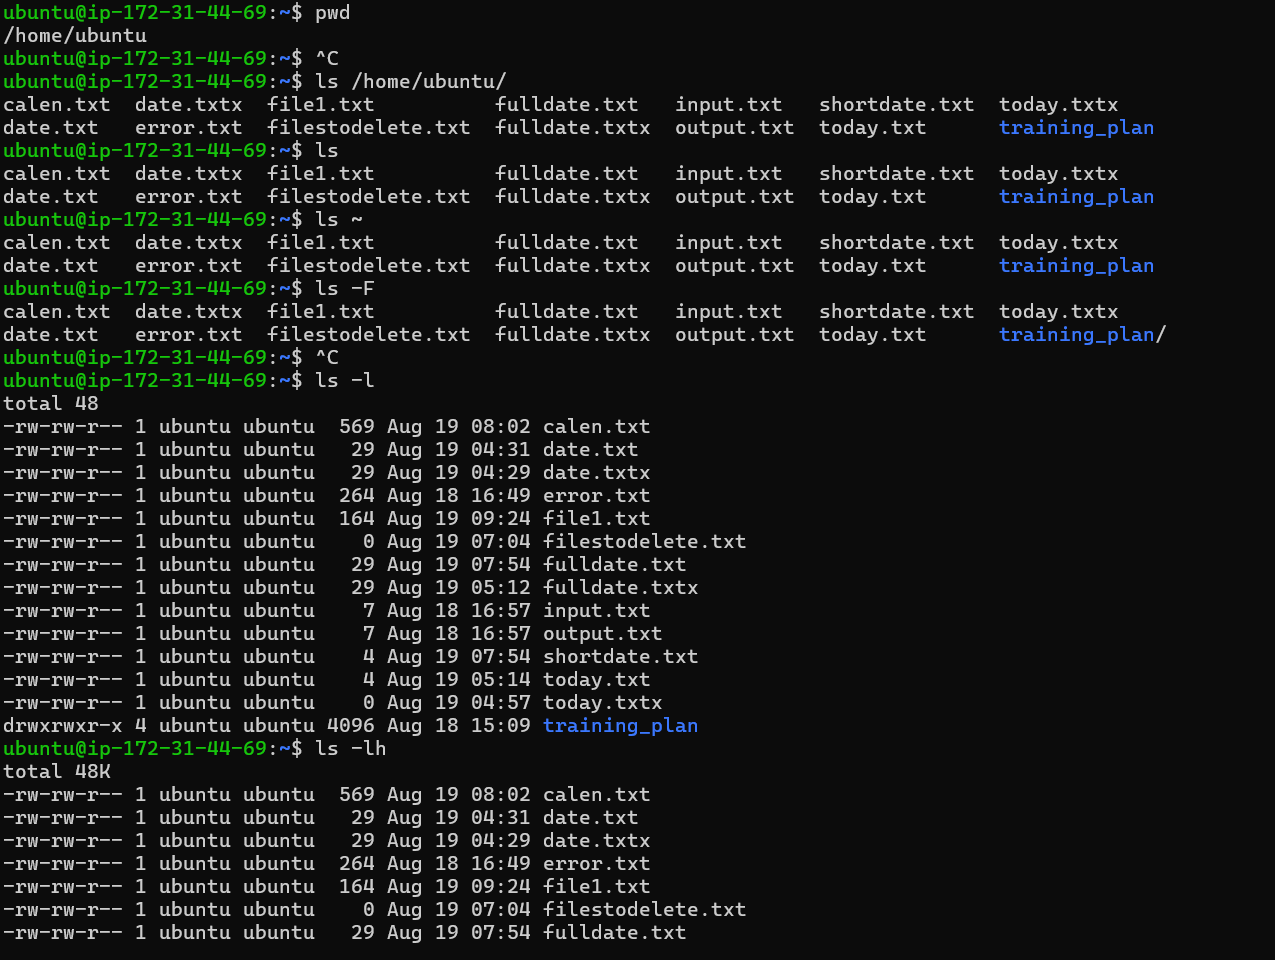 ubuntu@ip-172-31-44-69:~$ pwd
/home/ubuntu
ubuntu@ip-172-31-44-69:~$ ^C
ubuntu@ip-172-31-44-69:~$ ls /home/ubuntu/
calen.txt  date.txtx  file1.txt          fulldate.txt   input.txt   shortdate.txt  today.txtx
date.txt   error.txt  filestodelete.txt  fulldate.txtx  output.txt  today.txt      training_plan
ubuntu@ip-172-31-44-69:~$ ls
calen.txt  date.txtx  file1.txt          fulldate.txt   input.txt   shortdate.txt  today.txtx
date.txt   error.txt  filestodelete.txt  fulldate.txtx  output.txt  today.txt      training_plan
ubuntu@ip-172-31-44-69:~$ ls ~
calen.txt  date.txtx  file1.txt          fulldate.txt   input.txt   shortdate.txt  today.txtx
date.txt   error.txt  filestodelete.txt  fulldate.txtx  output.txt  today.txt      training_plan
ubuntu@ip-172-31-44-69:~$ ls -F
calen.txt  date.txtx  file1.txt          fulldate.txt   input.txt   shortdate.txt  today.txtx
date.txt   error.txt  filestodelete.txt  fulldate.txtx  output.txt  today.txt      training_plan/
ubuntu@ip-172-31-44-69:~$ ^C
ubuntu@ip-172-31-44-69:~$ ls -l
total 48
-rw-rw-r-- 1 ubuntu ubuntu  569 Aug 19 08:02 calen.txt
-rw-rw-r-- 1 ubuntu ubuntu   29 Aug 19 04:31 date.txt
-rw-rw-r-- 1 ubuntu ubuntu   29 Aug 19 04:29 date.txtx
-rw-rw-r-- 1 ubuntu ubuntu  264 Aug 18 16:49 error.txt
-rw-rw-r-- 1 ubuntu ubuntu  164 Aug 19 09:24 file1.txt
-rw-rw-r-- 1 ubuntu ubuntu    0 Aug 19 07:04 filestodelete.txt
-rw-rw-r-- 1 ubuntu ubuntu   29 Aug 19 07:54 fulldate.txt
-rw-rw-r-- 1 ubuntu ubuntu   29 Aug 19 05:12 fulldate.txtx
-rw-rw-r-- 1 ubuntu ubuntu    7 Aug 18 16:57 input.txt
-rw-rw-r-- 1 ubuntu ubuntu    7 Aug 18 16:57 output.txt
-rw-rw-r-- 1 ubuntu ubuntu    4 Aug 19 07:54 shortdate.txt
-rw-rw-r-- 1 ubuntu ubuntu    4 Aug 19 05:14 today.txt
-rw-rw-r-- 1 ubuntu ubuntu    0 Aug 19 04:57 today.txtx
drwxrwxr-x 4 ubuntu ubuntu 4096 Aug 18 15:09 training_plan
ubuntu@ip-172-31-44-69:~$ ls -lh
total 48K
-rw-rw-r-- 1 ubuntu ubuntu  569 Aug 19 08:02 calen.txt
-rw-rw-r-- 1 ubuntu ubuntu   29 Aug 19 04:31 date.txt
-rw-rw-r-- 1 ubuntu ubuntu   29 Aug 19 04:29 date.txtx
-rw-rw-r-- 1 ubuntu ubuntu  264 Aug 18 16:49 error.txt
-rw-rw-r-- 1 ubuntu ubuntu  164 Aug 19 09:24 file1.txt
-rw-rw-r-- 1 ubuntu ubuntu    0 Aug 19 07:04 filestodelete.txt
-rw-rw-r-- 1 ubuntu ubuntu   29 Aug 19 07:54 fulldate.txt